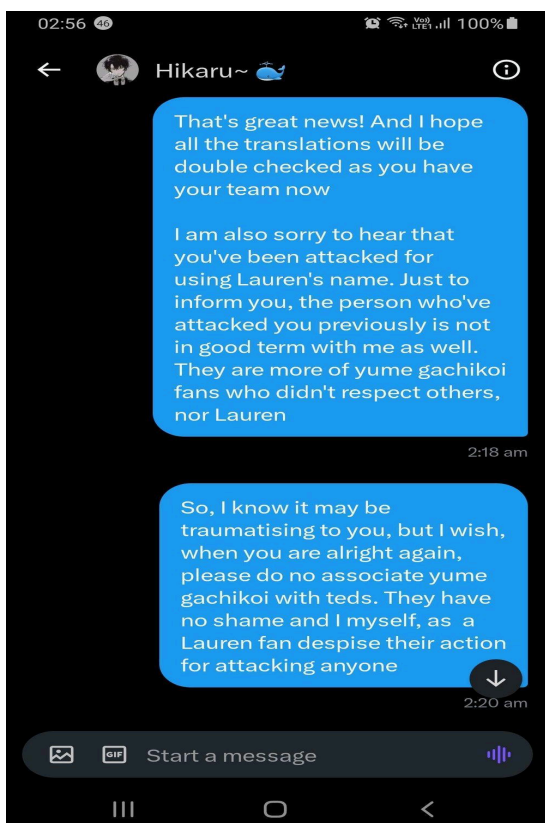 02:56 46 Vo)) LTE1 100%
Hikaru~
That's great news! And I hope
all the translations will be
double checked as you have
your team now
I am also sorry to hear that
you've been attacked for
using Lauren's name. Just to
inform you, the person who've
attacked you previously is not
in good term with me as well.
They are more of yume gachikoi
fans who didn't respect others,
nor Lauren
2:18 am
So, I know it may be
traumatising to you, but I wish,
when you are alright again,
please do no associate yume
gachikoi with teds. They have
no shame and I myself, as a
Lauren fan despise their action
for attacking anyone
2:20 am
GIF Start a message